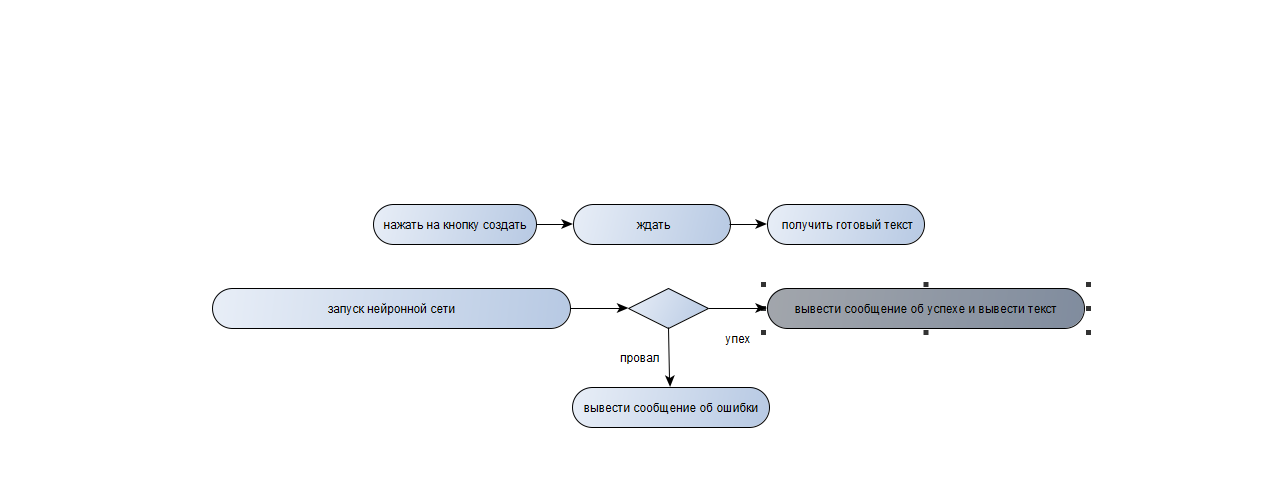 нажать на кнопку создать
ждать
получить готовый текст
запуск нейронной сети
вывести сообщение об успехе и вывести текст
упех
провал
вывести сообщение об ошибки